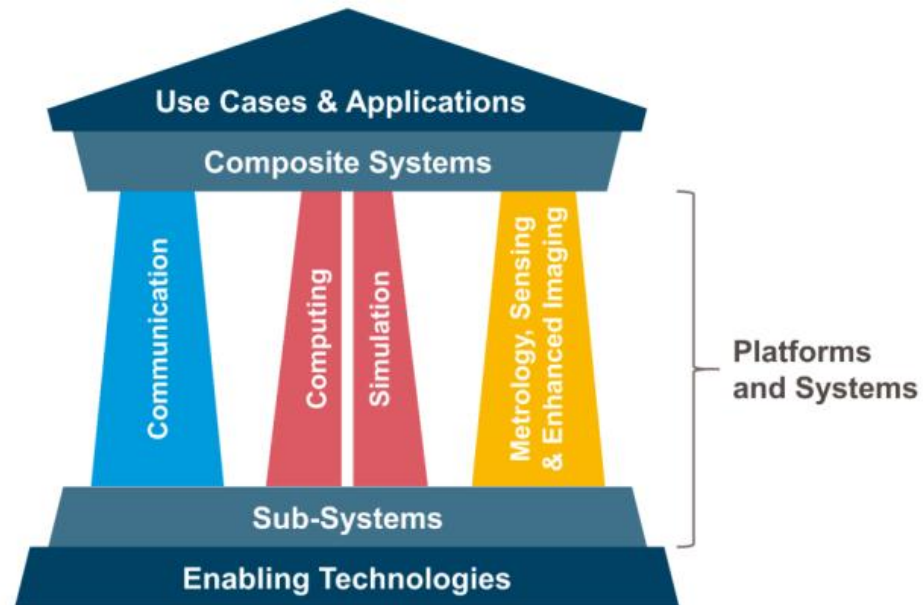 Use Cases & Applications
Composite Systems
Communication
Computing
Simulation
Metrology, Sensing
& Enhanced Imaging
Platforms
and Systems
Sub-Systems
Enabling Technologies